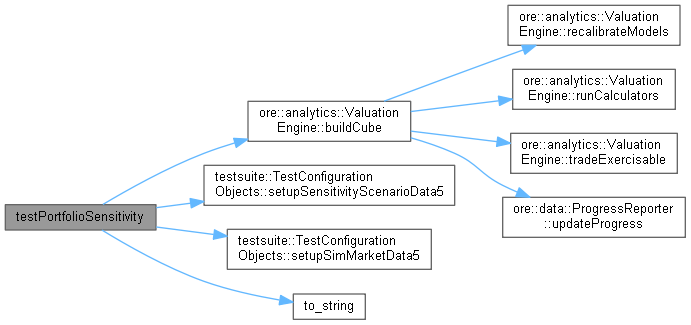 testPortfolioSensitivity
ore::analytics::Valuation
Engine::buildCube
testsuite::TestConfiguration
Objects::setupSensitivityScenarioData5
testsuite::TestConfiguration
Objects::setupSimMarketData5
to_string
ore::analytics::Valuation
Engine::recalibrateModels
ore::analytics::Valuation
Engine::runCalculators
ore::analytics::Valuation
Engine::tradeExercisable
ore::data::ProgressReporter
::updateProgress